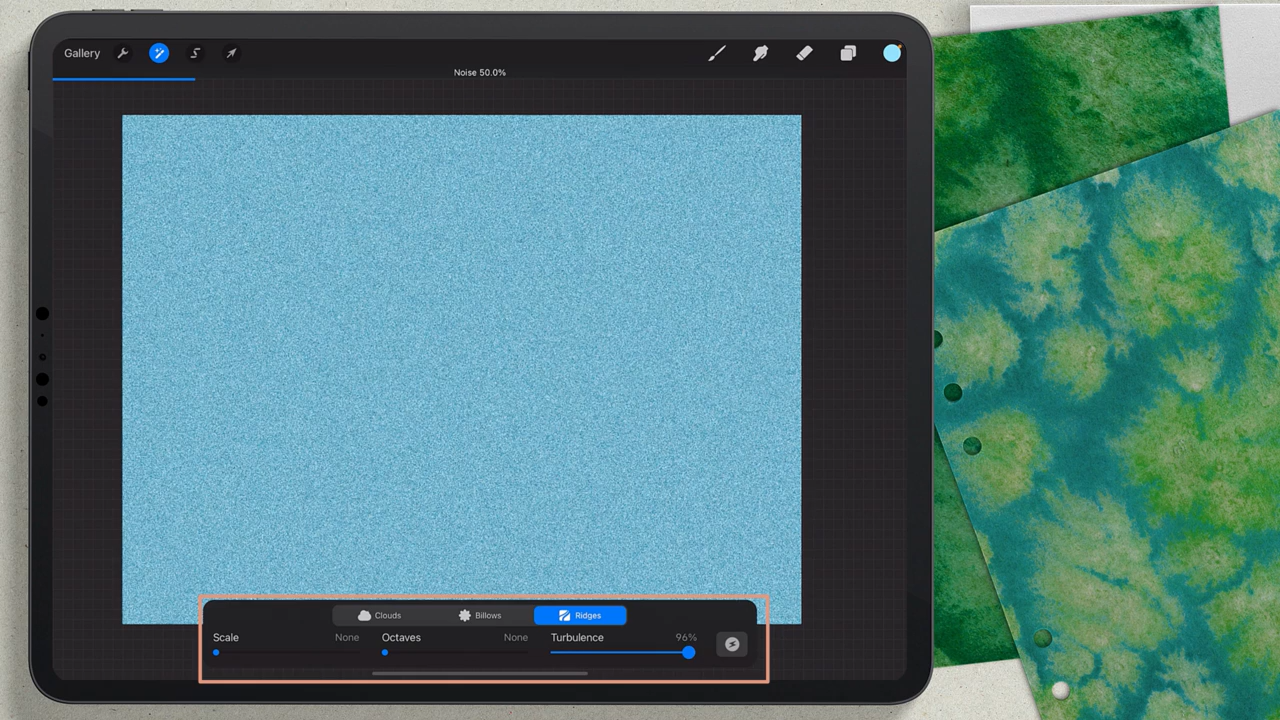 Gallery
Noise 50.0%
Clouds Billows Ridges
Scale None Octaves None Turbulence 96%